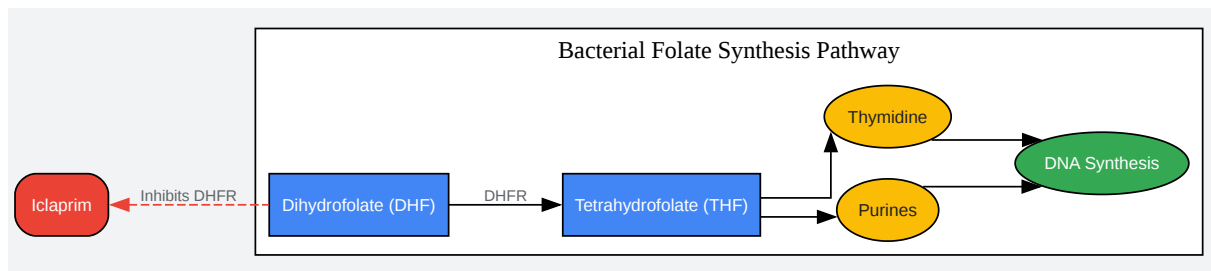 Bacterial Folate Synthesis Pathway
Thymidine
DNA Synthesis
Iclaprim
Inhibits DHFR
Dihydrofolate (DHF)
DHFR
Tetrahydrofolate (THF)
Purines